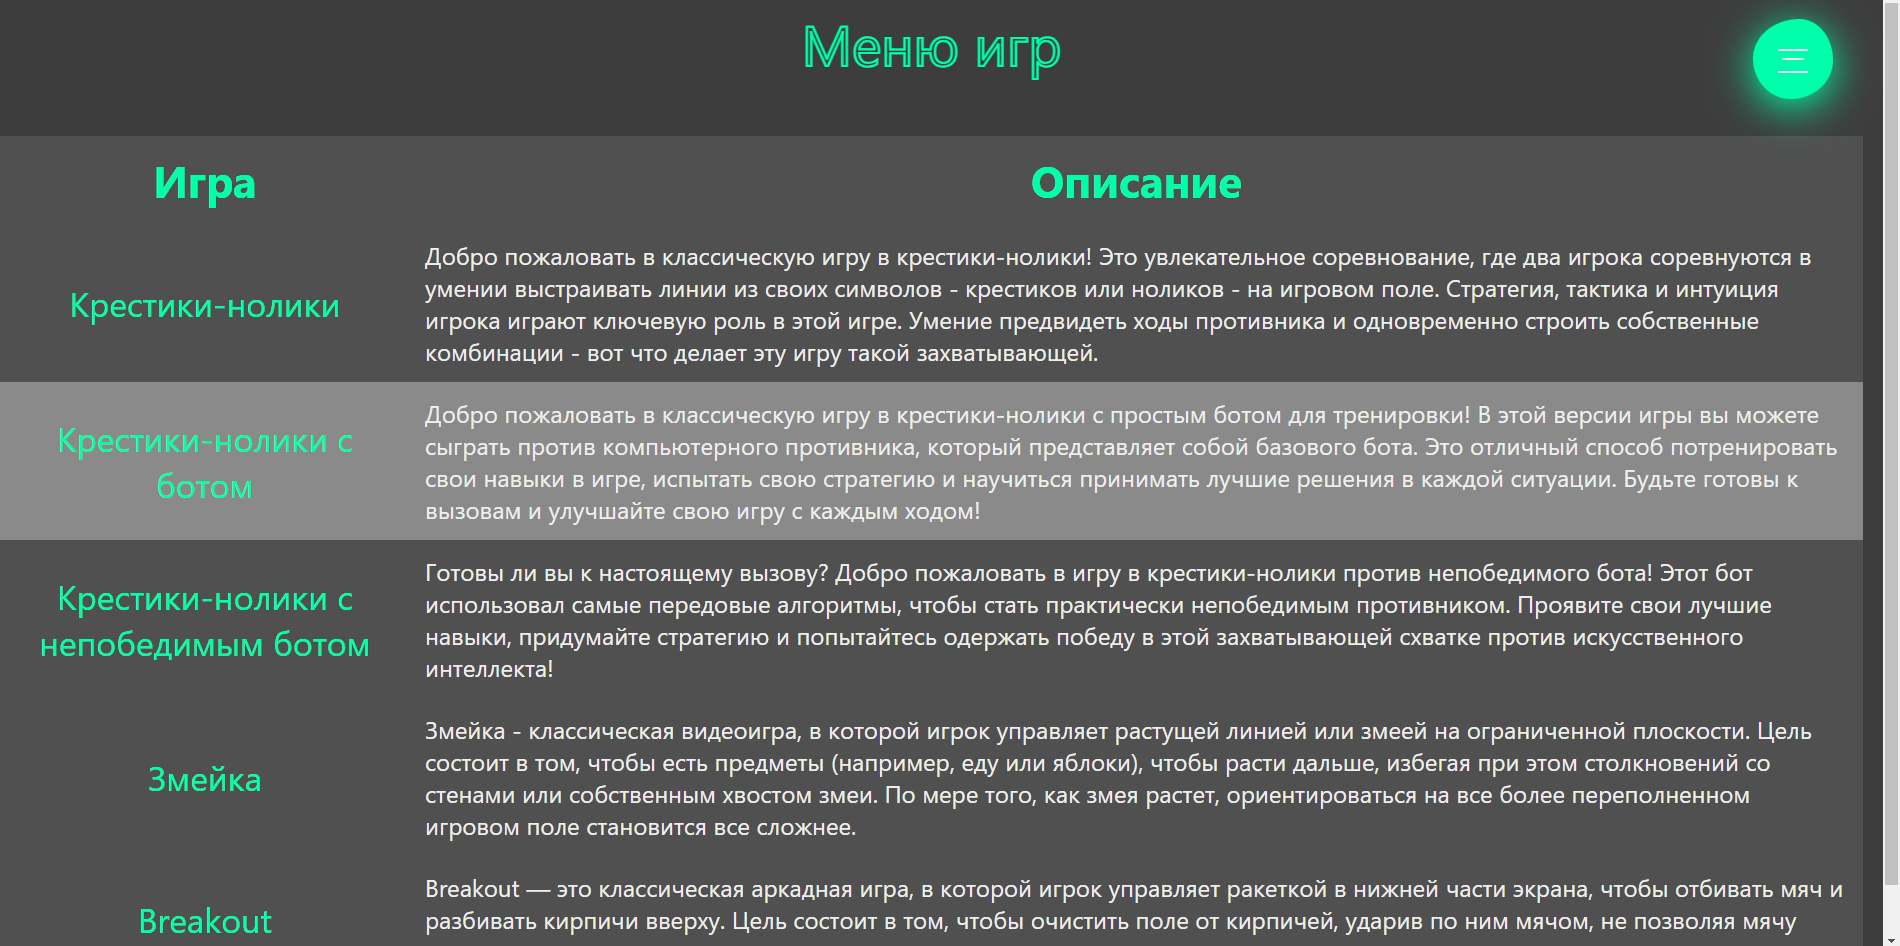 Меню игр
Игра
Описание
Крестики-нолики
Добро пожаловать в классическую игру в крестики-нолики! Это увлекательное соревнование, где два игрока соревнуются в
умении выстраивать линии из своих символов - крестиков или ноликов - на игровом поле. Стратегия, тактика и интуиция
игрока играют ключевую роль в этой игре. Умение предвидеть ходы противника и одновременно строить собственные
комбинации - вот что делает эту игру такой захватывающей.
Крестики-нолики с
ботом
Добро пожаловать в классическую игру в крестики-нолики с простым ботом для тренировки! В этой версии игры вы можете
сыграть против компьютерного противника, который представляет собой базового бота. Это отличный способ потренировать
свои навыки в игре, испытать свою стратегию и научиться принимать лучшие решения в каждой ситуации. Будьте готовы к
вызовам и улучшайте свою игру с каждым ходом!
Крестики-нолики с
непобедимым ботом
Готовы ли вы к настоящему вызову? Добро пожаловать в игру в крестики-нолики против непобедимого бота! Этот бот
использовал самые передовые алгоритмы, чтобы стать практически непобедимым противником. Проявите свои лучшие
навыки, придумайте стратегию и попытайтесь одержать победу в этой захватывающей схватке против искусственного
интеллекта!
Змейка
Змейка - классическая видеоигра, в которой игрок управляет растущей линией или змеей на ограниченной плоскости. Цель
состоит в том, чтобы есть предметы (например, еду или яблоки), чтобы расти дальше, избегая при этом столкновений со
стенами или собственным хвостом змеи. По мере того, как змея растет, ориентироваться на все более переполненном
игровом поле становится все сложнее.
Breakout
Breakout — это классическая аркадная игра, в которой игрок управляет ракеткой в нижней части экрана, чтобы отбивать мяч и
разбивать кирпичи вверху. Цель состоит в том, чтобы очистить поле от кирпичей, ударив по ним мячом, не позволяя мячу